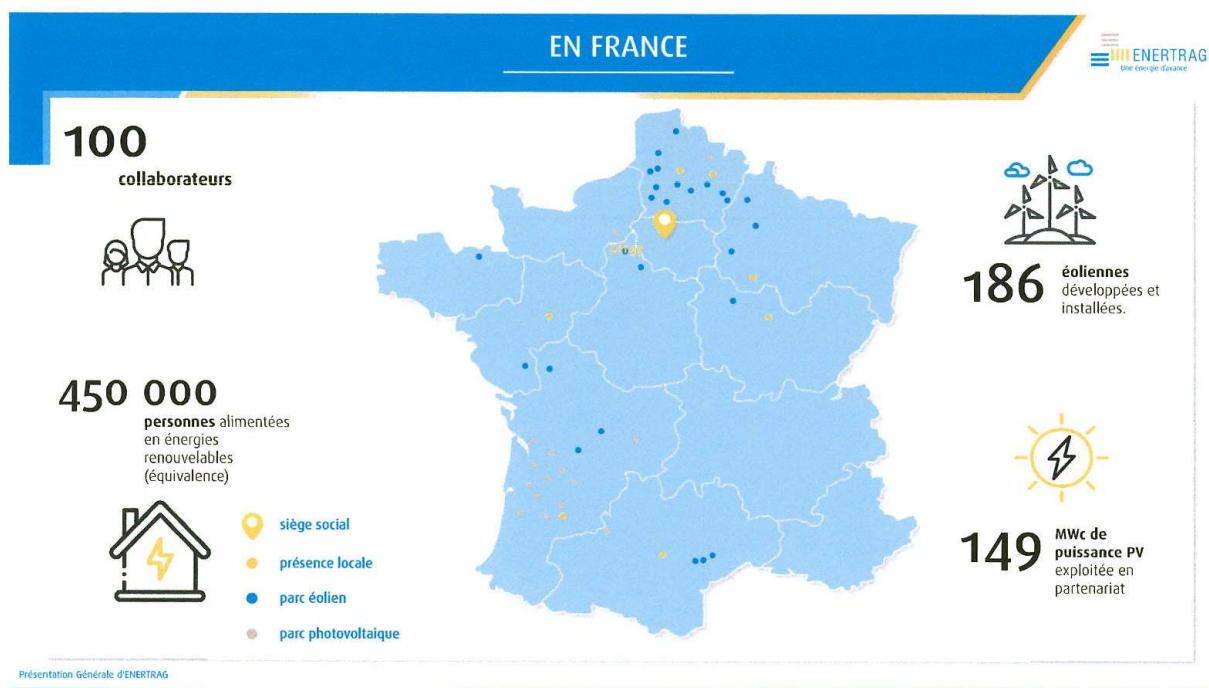 EN FRANCE
ENERTRAG
Une énergie d'avance
100
collaborateurs
186
éoliennes
développées et
installées.
450 000
personnes alimentées
en énergies
renouvelables
(équivalence)
siège social
présence locale
parc éolien
parc photovoltaique
149
MWc de
puissance PV
exploitée en
partenariat
Présentation Générale d'ENERTRAG